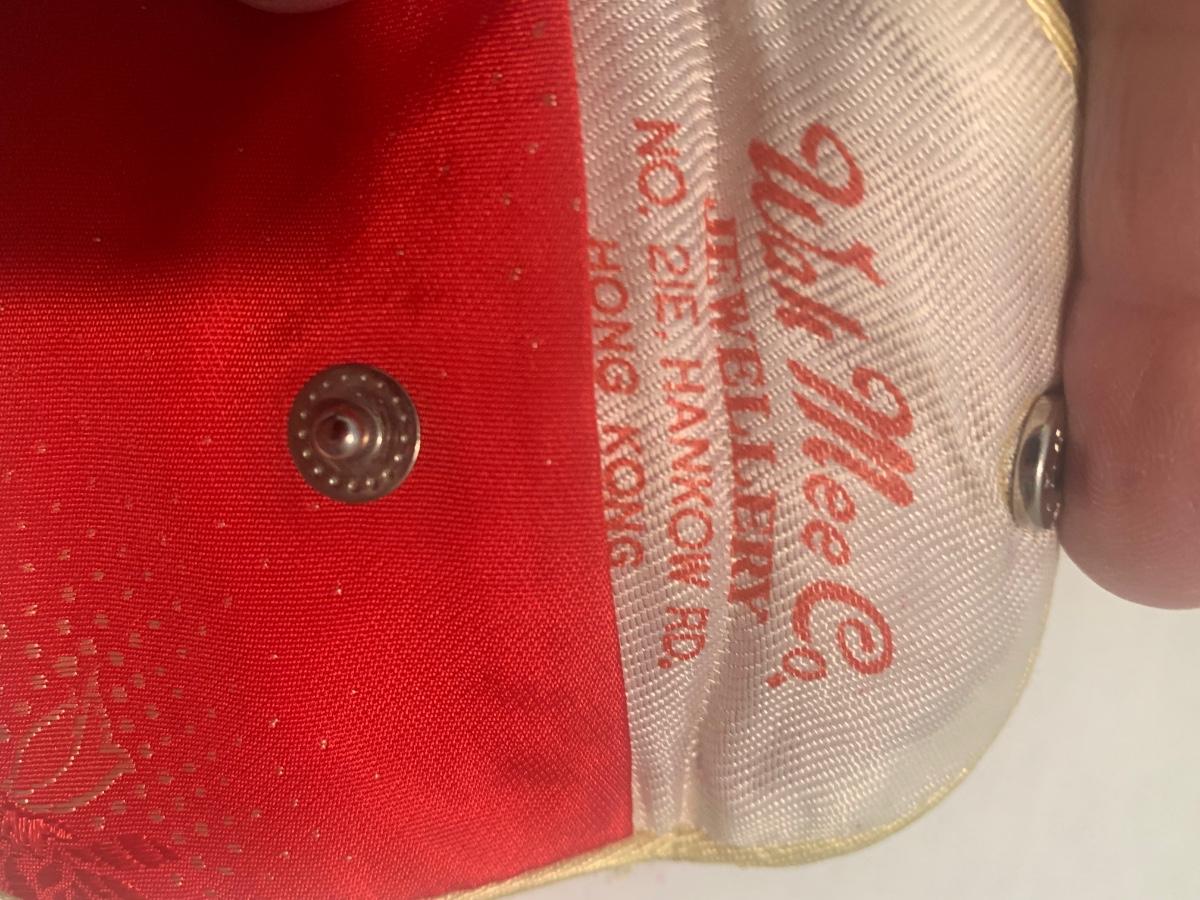 Wah Mee Co.
JEWELLERY
NO. 21E. HANKOW RD.
HONG KONG